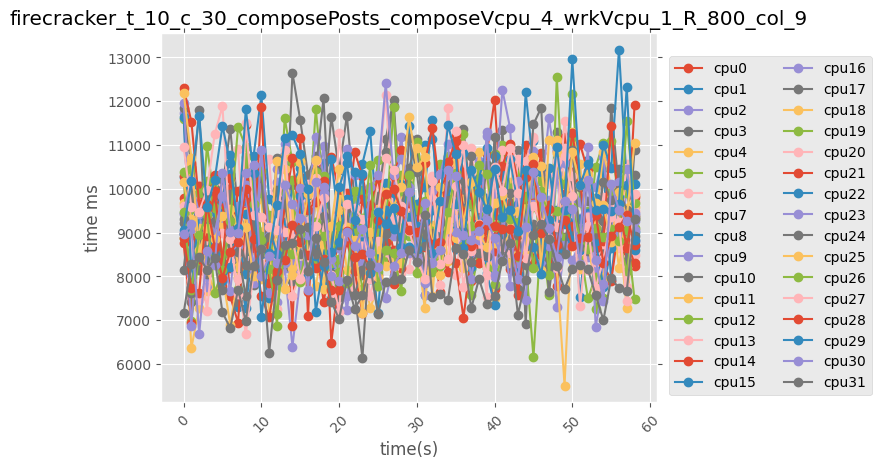 firecracker_t_10_c_30_composePosts_composeVcpu_4_wrkVcpu_1_R_800_col_9
13000
12000
11000
10000
9000
8000
7000
6000
time ms
0
10
20
30
40
50
60
time(s)
cpu0
cpu1
cpu2
cpu3
cpu4
cpu5
cpu6
cpu7
cpu8
cpu9
cpu10
cpu11
cpu12
cpu13
cpu14
cpu15
cpu16
cpu17
cpu18
cpu19
cpu20
cpu21
cpu22
cpu23
cpu24
cpu25
cpu26
cpu27
cpu28
cpu29
cpu30
cpu31